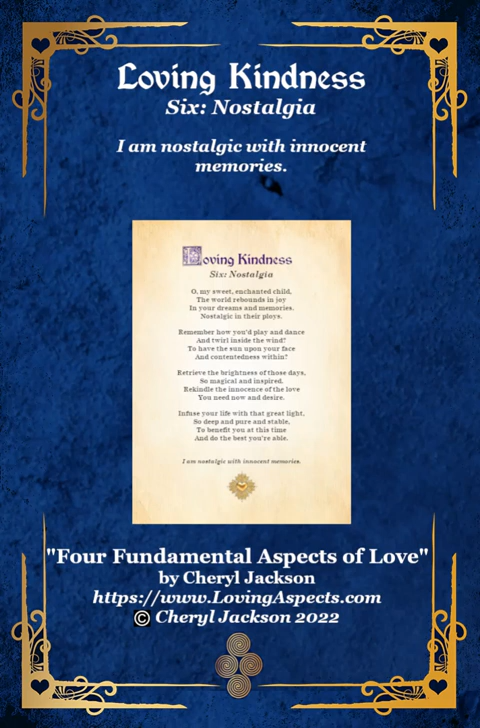 Loving Kindness
Six: Nostalgia
I am nostalgic with innocent
memories.
Loving Kindness
Six: Nostalgia
O, my sweet, enchanted child,
The world rebounds in joy
In your dreams and memories.
Nostalgic in their ploys.
Remember how you'd play and dance
And twirl inside the wind?
To have the sun upon your face
And contentedness within?
Retrieve the brightness of those days,
So magical and inspired.
Rekindle the innocence of the love
You need now and desire.
Infuse your life with that great light.
So deep and pure and stable,
To benefit you at this time
And do the best you're able.
I am nostalgic with innocent memories.
"Four Fundamental Aspects of Love"
by Cheryl Jackson
https://www.LovingAspects.com
© Cheryl Jackson 2022